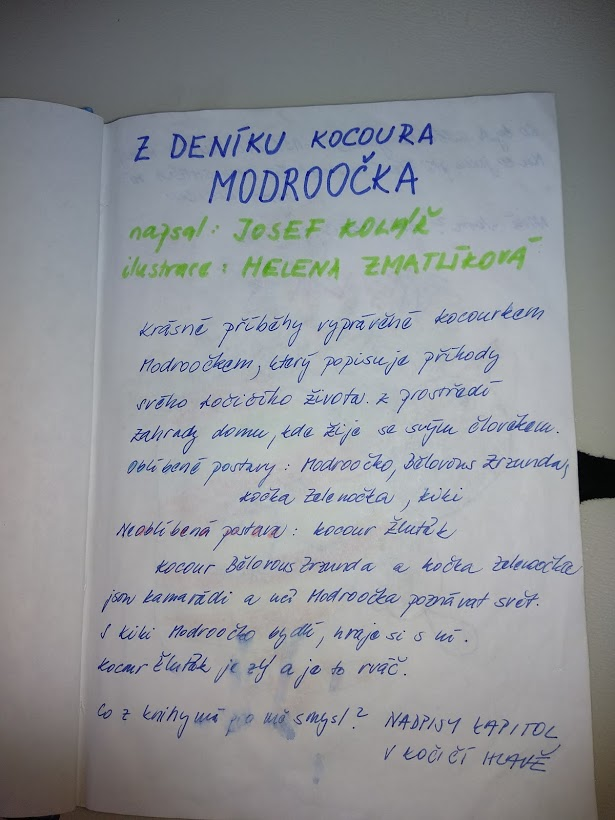 Z DENÍKU KOCOURA
MODROOČKA
napsal: JOSEF KOLÁŘ
ilustrace: HELENA ZMATLÍKOVÁ
Krásné příběhy vyprávěné kocourkem
Modroočkem, který popisuje příhody
svého kočičího života z prostředí
zahrady domu, kde žije se svým člověkem.
Oblíbené postavy: Modroočko, Bělovous Zrzunda,
kočka Zelenoočka, Kiki
Neoblíbená postava: kocour Žluťák
kocour Bělovous Zrzunda a kočka Zelenoočka
jsou kamarádi a učí Modroočka poznávat svět.
S Kiki Modroočko bydlí, hraje si s ní.
Kocour Žluťák je zlý a je to rváč.
Co z knihy má po mě smysl? NADPISY KAPITOL,
V KOČIČÍ HLAVĚ